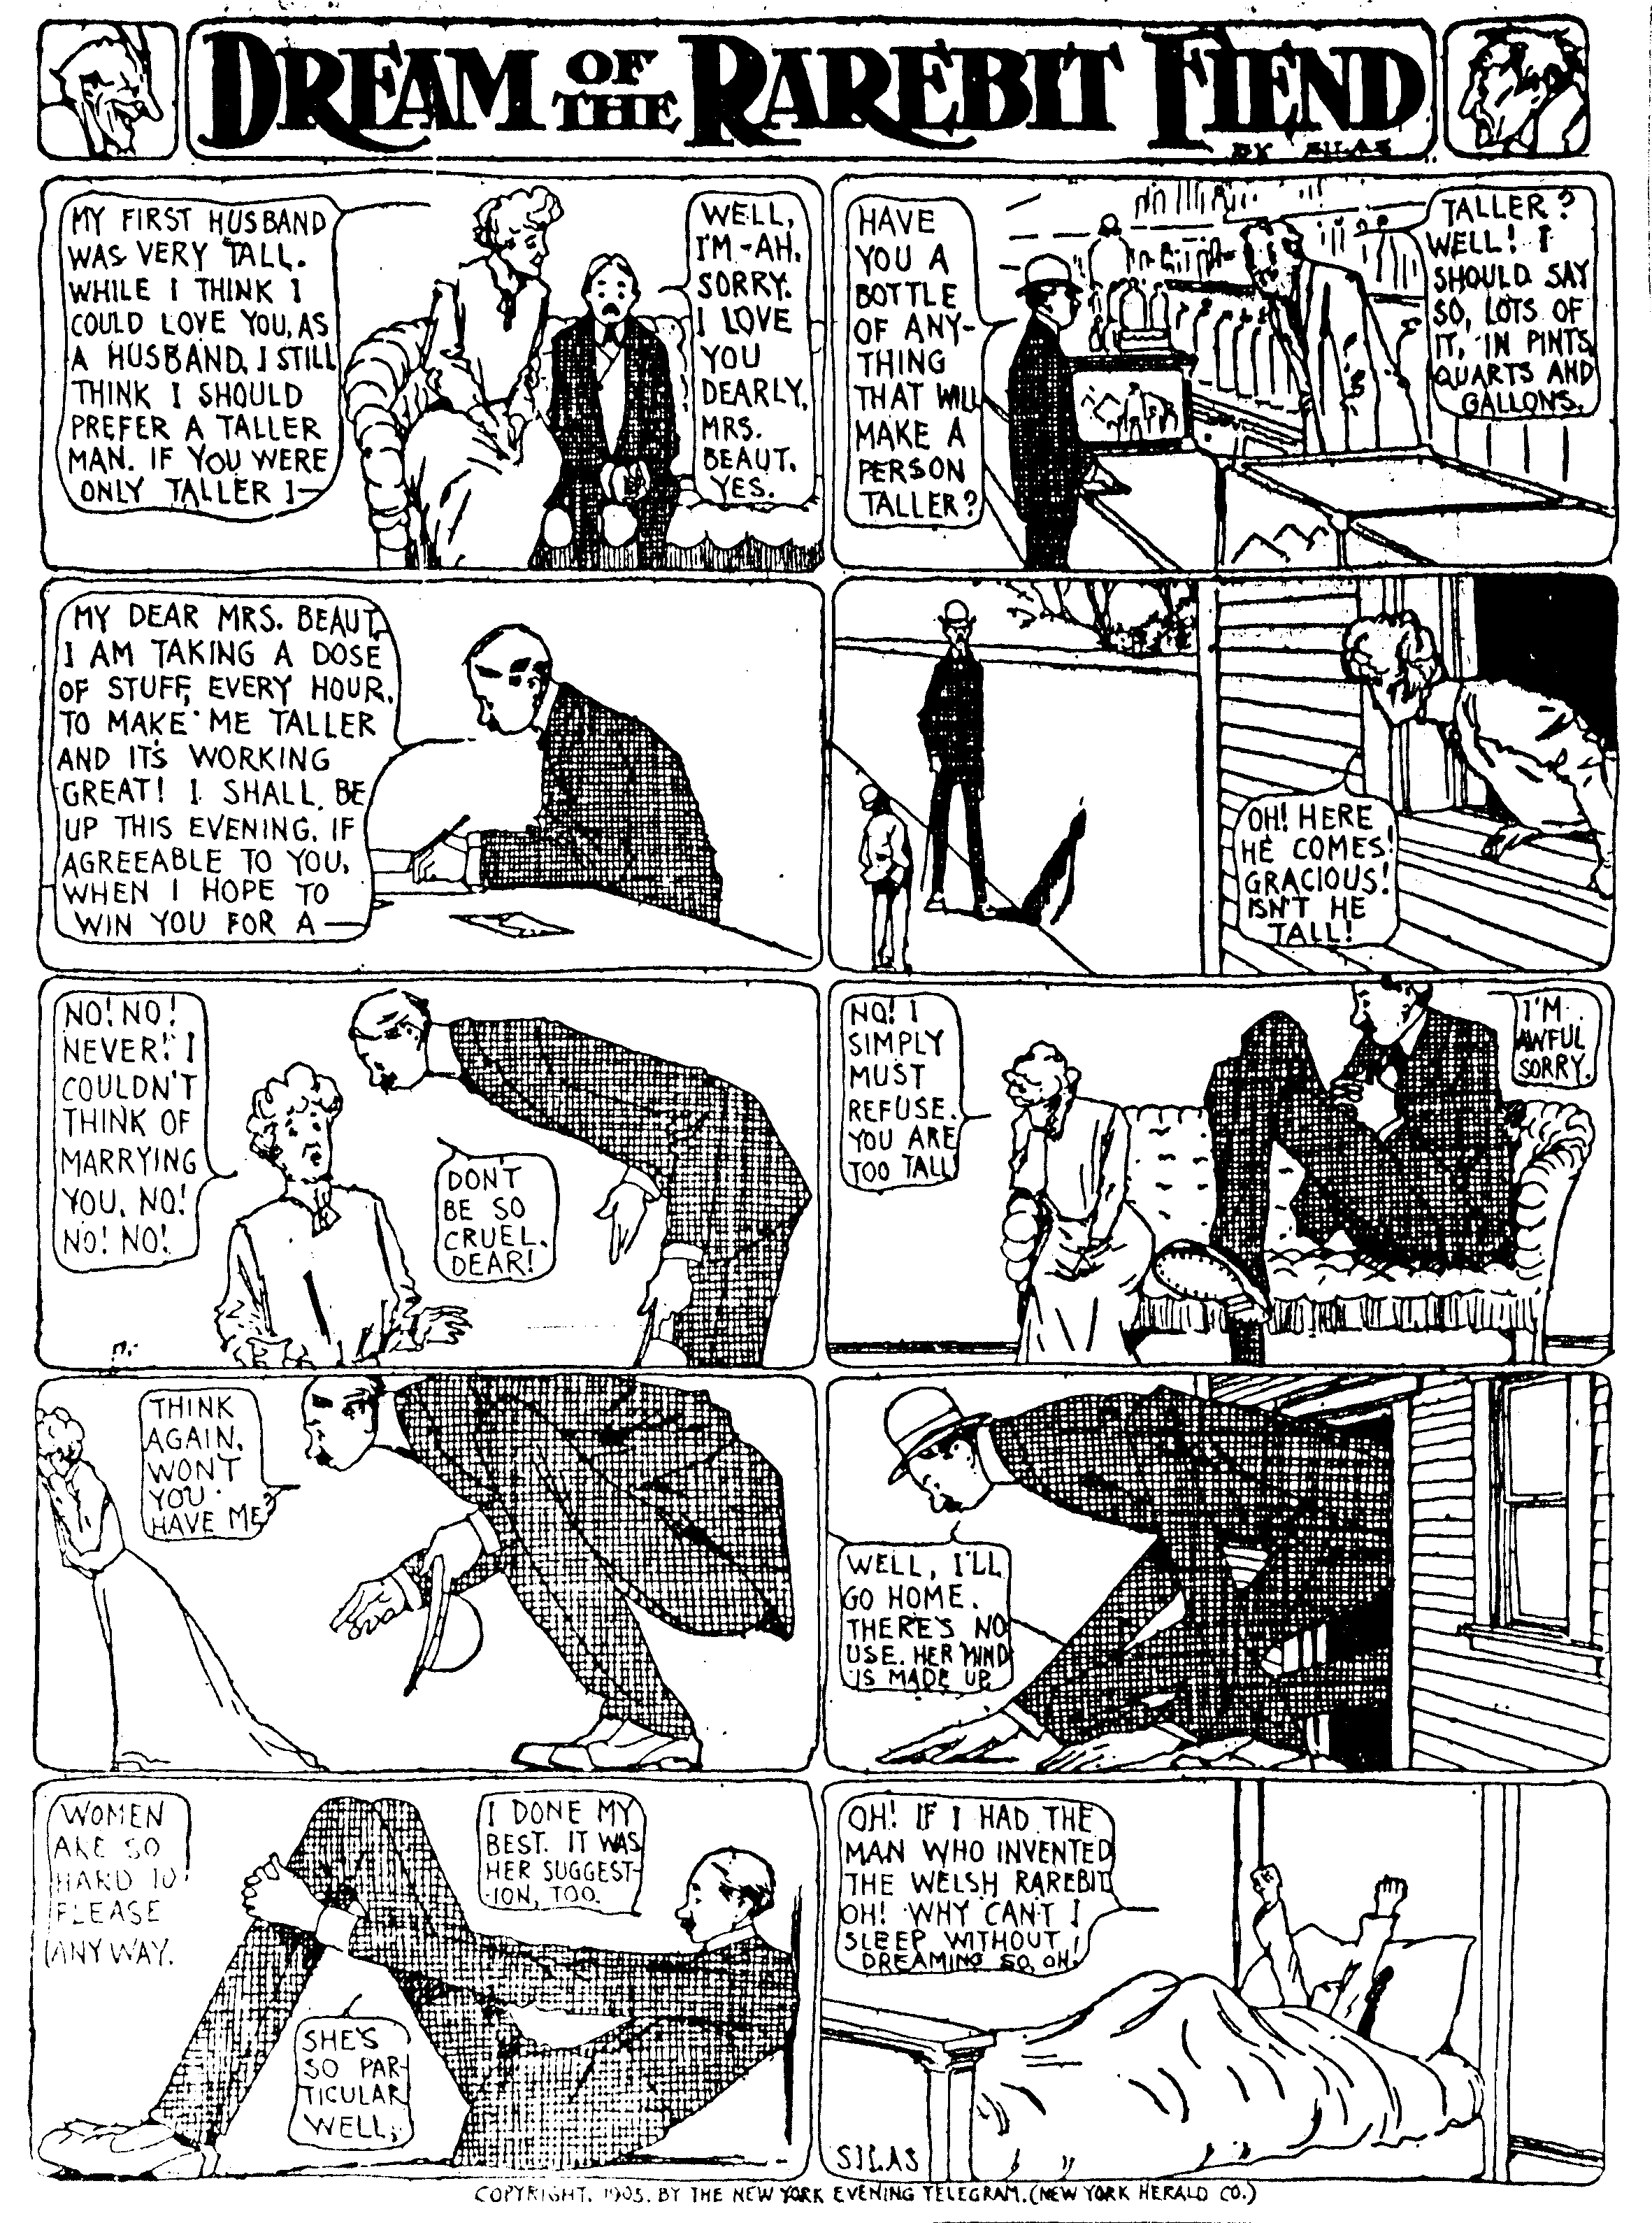 DREAM OF THE RAREBIT FIEND
BY SILAS
MY FIRST HUSBAND
WAS VERY TALL.
WHILE I THINK I
COULD LOVE YOU, AS
A HUSBAND, I STILL
THINK I SHOULD
PREFER A TALLER
MAN. IF YOU WERE
ONLY TALLER I—
WELL,
I'M-AH.
SORRY.
I LOVE
YOU
DEARLY,
MRS.
BEAUT.
YES.
HAVE
YOU A
BOTTLE
OF ANY-
THING
THAT WILL
MAKE A
PERSON
TALLER?
TALLER?
WELL! I
SHOULD SAY
SO, LOTS OF
IT, IN PINTS,
QUARTS AND
GALLONS.
MY DEAR MRS. BEAUT,
I AM TAKING A DOSE
OF STUFF, EVERY HOUR,
TO MAKE ME TALLER
AND IT'S WORKING
GREAT! I SHALL BE
UP THIS EVENING, IF
AGREEABLE TO YOU,
WHEN I HOPE TO
WIN YOU FOR A—
OH! HERE
HE COMES!
GRACIOUS!
ISN'T HE
TALL!
NO! NO!
NEVER! I
COULDN'T
THINK OF
MARRYING
YOU. NO!
NO! NO!
DON'T
BE SO
CRUEL,
DEAR!
NO! I
SIMPLY
MUST
REFUSE.
YOU ARE
TOO TALL!
I'M
AWFUL
SORRY.
THINK
AGAIN.
WON'T
YOU
HAVE ME?
WELL, I'LL
GO HOME.
THERE'S NO
USE. HER MIND
IS MADE UP.
WOMEN
ARE SO
HARD TO
PLEASE
ANYWAY.
I DONE MY
BEST. IT WAS
HER SUGGEST-
ION, TOO.
SHE'S
SO PAR-
TICULAR
WELL,
OH! IF I HAD THE
MAN WHO INVENTED
THE WELSH RAREBIT
OH! WHY CAN'T I
SLEEP WITHOUT
DREAMING SO, OH!
SILAS
COPYRIGHT, 1905, BY THE NEW YORK EVENING TELEGRAM. (NEW YORK HERALD CO.)